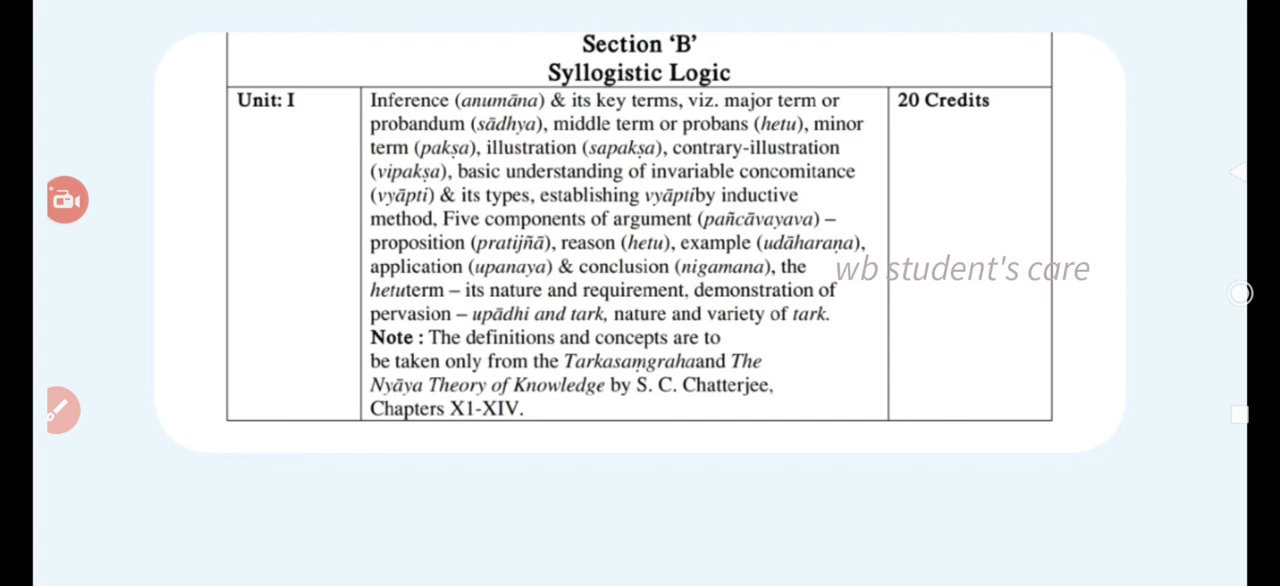 Section ‘B’
Syllogistic Logic
Unit: I
Inference (anumāna) & its key terms, viz. major term or
probandum (sādhya), middle term or probans (hetu), minor
term (pakṣa), illustration (sapakṣa), contrary-illustration
(vipakṣa), basic understanding of invariable concomitance
(vyāpti) & its types, establishing vyāptiby inductive
method, Five components of argument (pañcāvayava) –
proposition (pratijñā), reason (hetu), example (udāharaṇa),
application (upanaya) & conclusion (nigamana), the
hetuterm – its nature and requirement, demonstration of
pervasion – upādhi and tark, nature and variety of tark.
Note : The definitions and concepts are to
be taken only from the Tarkasaṃgrahaand The
Nyāya Theory of Knowledge by S. C. Chatterjee,
Chapters X1-XIV.
20 Credits
wb student's care